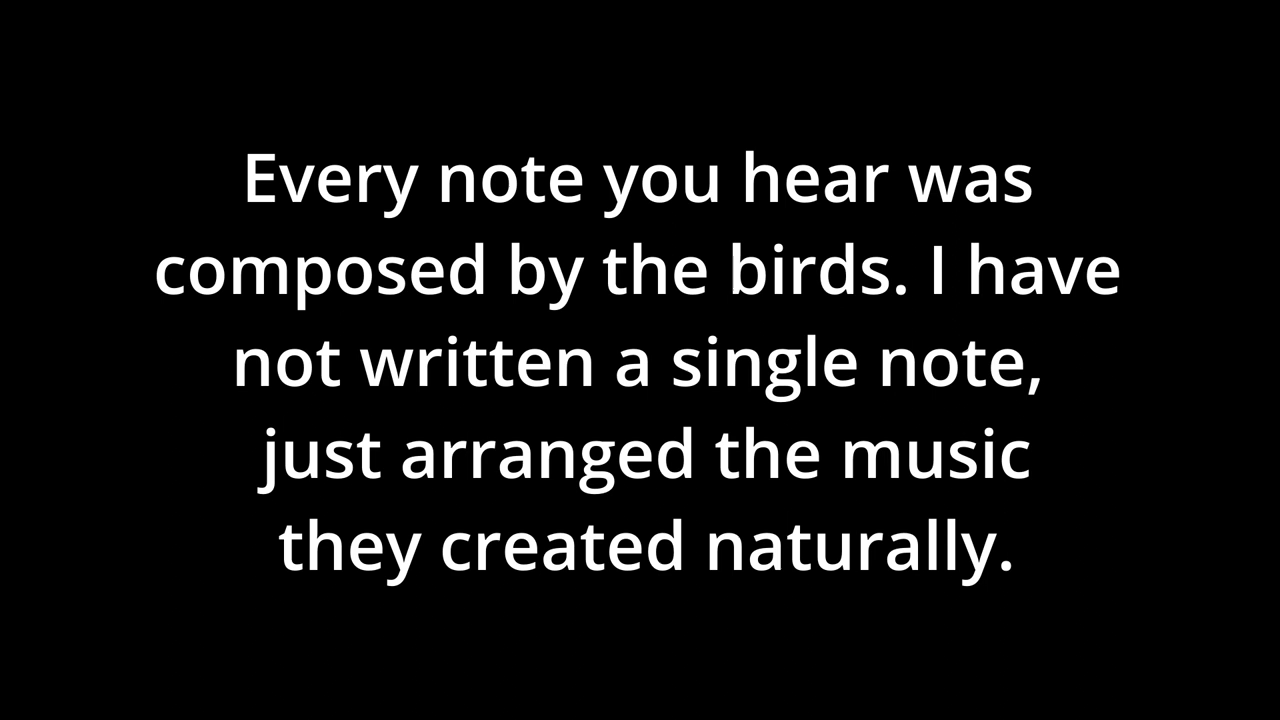 Every note you hear was
composed by the birds. I have
not written a single note,
just arranged the music
they created naturally.